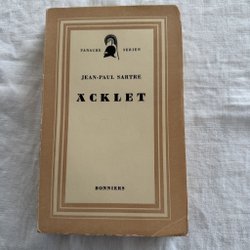 PANACHE SERIEN
JEAN-PAUL SARTRE
ÄCKLET
BONNIERS